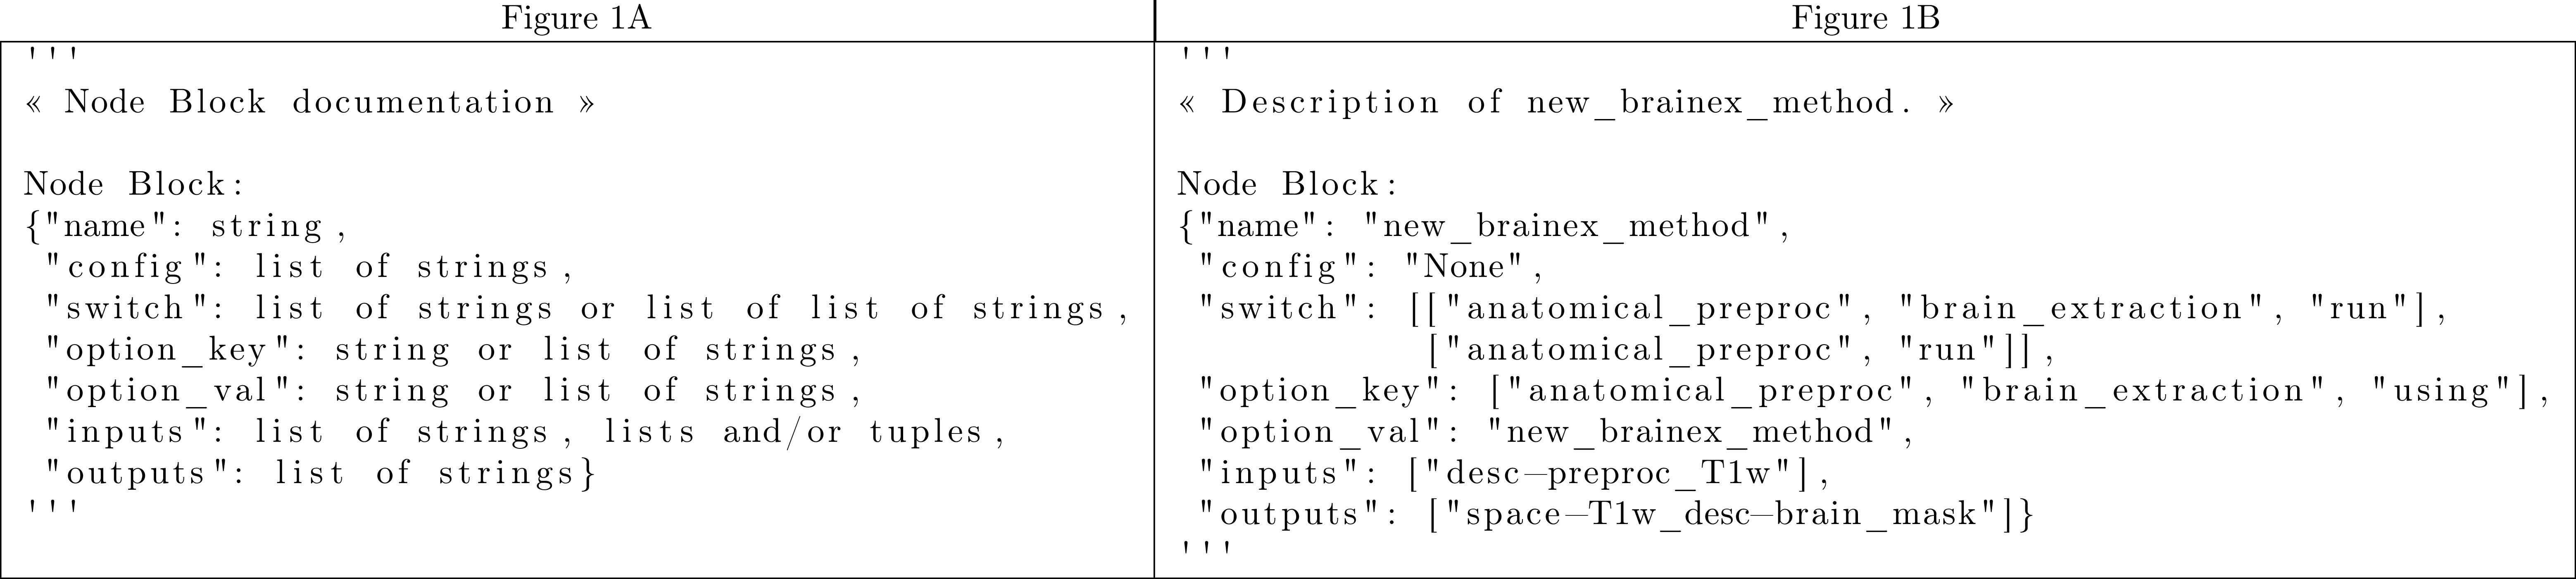 Figure 1A
'''
« Node Block documentation »
Node Block:
{"name": string,
"config": list of strings,
"switch": list of strings or list of list of strings,
"option_key": string or list of strings,
"option_val": string or list of strings,
"inputs": list of strings, lists and/or tuples,
"outputs": list of strings}
'''
Figure 1B
'''
« Description of new_brainex_method. »
Node Block:
{"name": "new_brainex_method",
"config": "None",
"switch": [["anatomical_preproc", "brain_extraction", "run"],
["anatomical_preproc", "run"]],
"option_key": ["anatomical_preproc", "brain_extraction", "using"],
"option_val": "new_brainex_method",
"inputs": ["desc–preproc_T1w"],
"outputs": ["space–T1w_desc–brain_mask"]}
'''